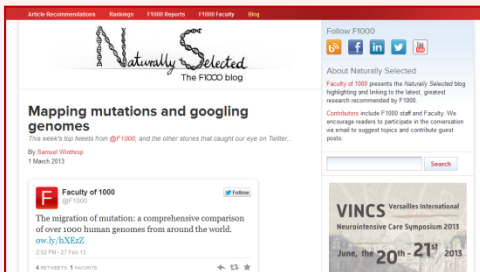 Article Recommendations Rankings F1000 Reports F1000 Faculty Blog
Naturally Selected
The F1000 blog
Mapping mutations and googling
genomes
This week's top tweets from @F1000, and the other stories that caught our eye on Twitter...
By Samuel Winthrop
1 March 2013
F
Faculty of 1000
@F1000
Follow
The migration of mutation: a comprehensive comparison
of over 1000 human genomes from around the world.
ow.ly/hXEzZ
2:02 PM - 27 Feb 13
4 RETWEETS 1 FAVORITE
Follow F1000
About Naturally Selected
Faculty of 1000 presents the Naturally Selected blog
highlighting and linking to the latest, greatest
research recommended by F1000.
Contributors include F1000 staff and Faculty. We
encourage readers to participate in the conversation
via email to suggest topics and contribute guest
posts.
Search
VINCS Versailles International
Neurointensive Care Symposium 2013
June, the 20th - 21st 2013